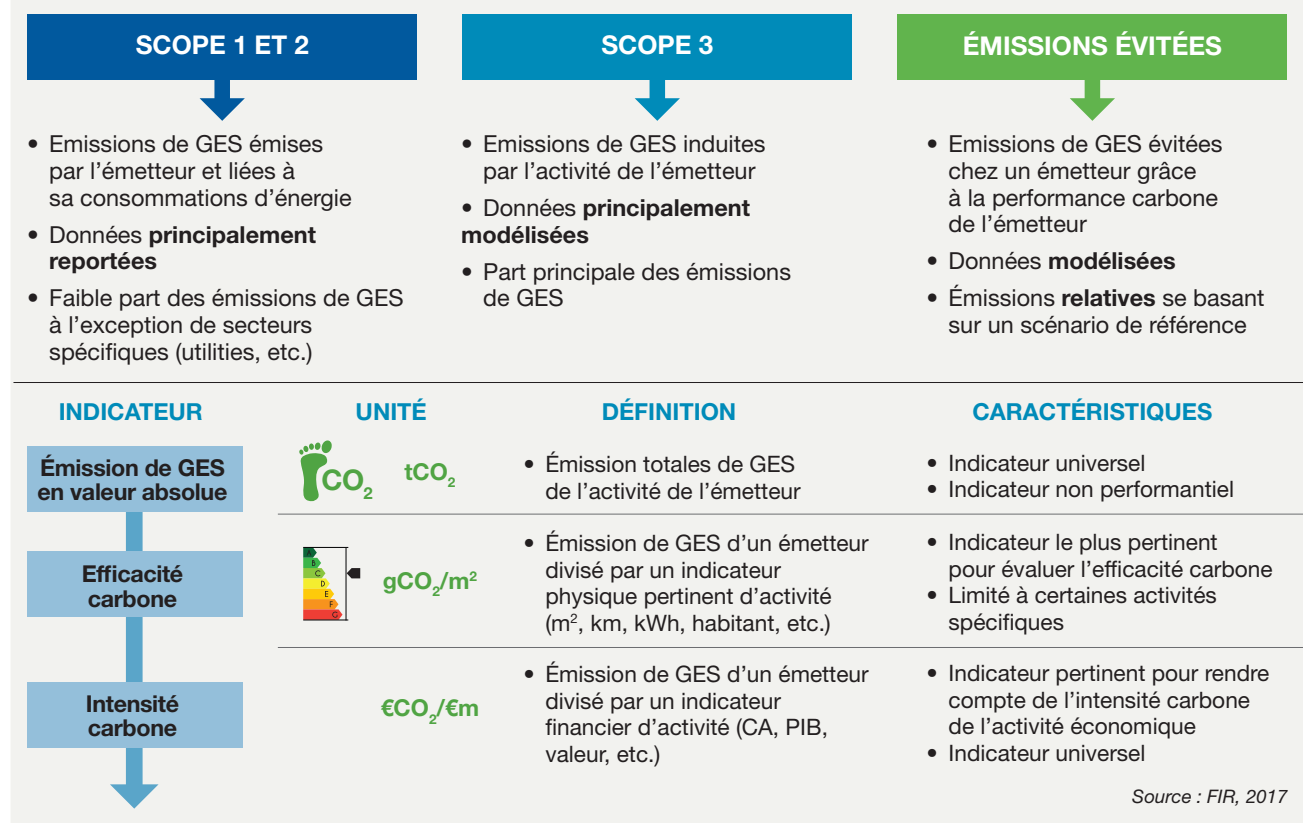 SCOPE 1 ET 2
• Emissions de GES émises
par l’émetteur et liées à
sa consommations d’énergie
• Données principalement
reportées
• Faible part des émissions de GES
à l’exception de secteurs
spécifiques (utilities, etc.)
SCOPE 3
• Emissions de GES induites
par l’activité de l’émetteur
• Données principalement
modélisées
• Part principale des émissions
de GES
ÉMISSIONS ÉVITÉES
• Emissions de GES évitées
chez un émetteur grâce
à la performance carbone
de l’émetteur
• Données modélisées
• Émissions relatives se basant
sur un scénario de référence
INDICATEUR UNITÉ DÉFINITION CARACTÉRISTIQUES
Émission de GES
en valeur absolue
CO₂ tCO₂
• Émission totales de GES
de l’activité de l’émetteur
• Indicateur universel
• Indicateur non performantiel
Efficacité
carbone
A
B
C
D
E
F
G
gCO₂/m²
• Émission de GES d’un émetteur
divisé par un indicateur
physique pertinent d’activité
(m², km, kWh, habitant, etc.)
• Indicateur le plus pertinent
pour évaluer l’efficacité carbone
• Limité à certaines activités
spécifiques
Intensité
carbone
€CO₂/€m
• Émission de GES d’un émetteur
divisé par un indicateur
financier d’activité (CA, PIB,
valeur, etc.)
• Indicateur pertinent pour rendre
compte de l’intensité carbone
de l’activité économique
• Indicateur universel
Source : FIR, 2017